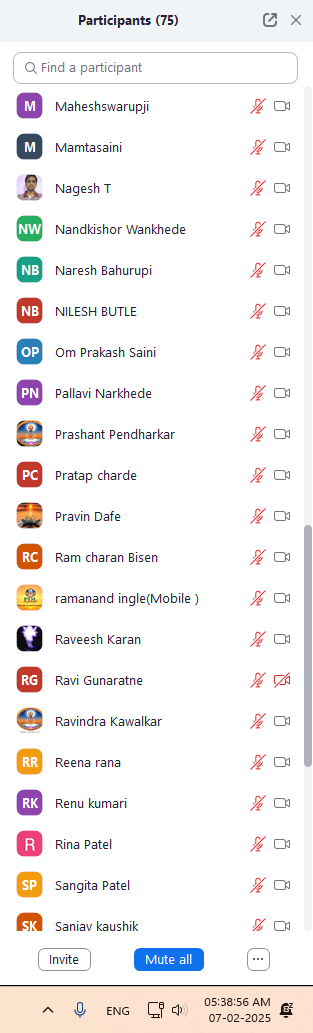 Participants (75)
Find a participant
M Maheshswarupji
M Mamtasaini
Nagesh T
NW Nandkishor Wankhede
NB Naresh Bahurupi
NB NILESH BUTLE
OP Om Prakash Saini
PN Pallavi Narkhede
Prashant Pendharkar
PC Pratap charde
Pravin Dafe
RC Ram charan Bisen
ramanand ingle(Mobile )
Raveesh Karan
RG Ravi Gunaratne
Ravindra Kawalkar
RR Reena rana
RK Renu kumari
R Rina Patel
SP Sangita Patel
SK Sanjay kaushik
Invite Mute all ...
ENG 05:38:56 AM
07-02-2025